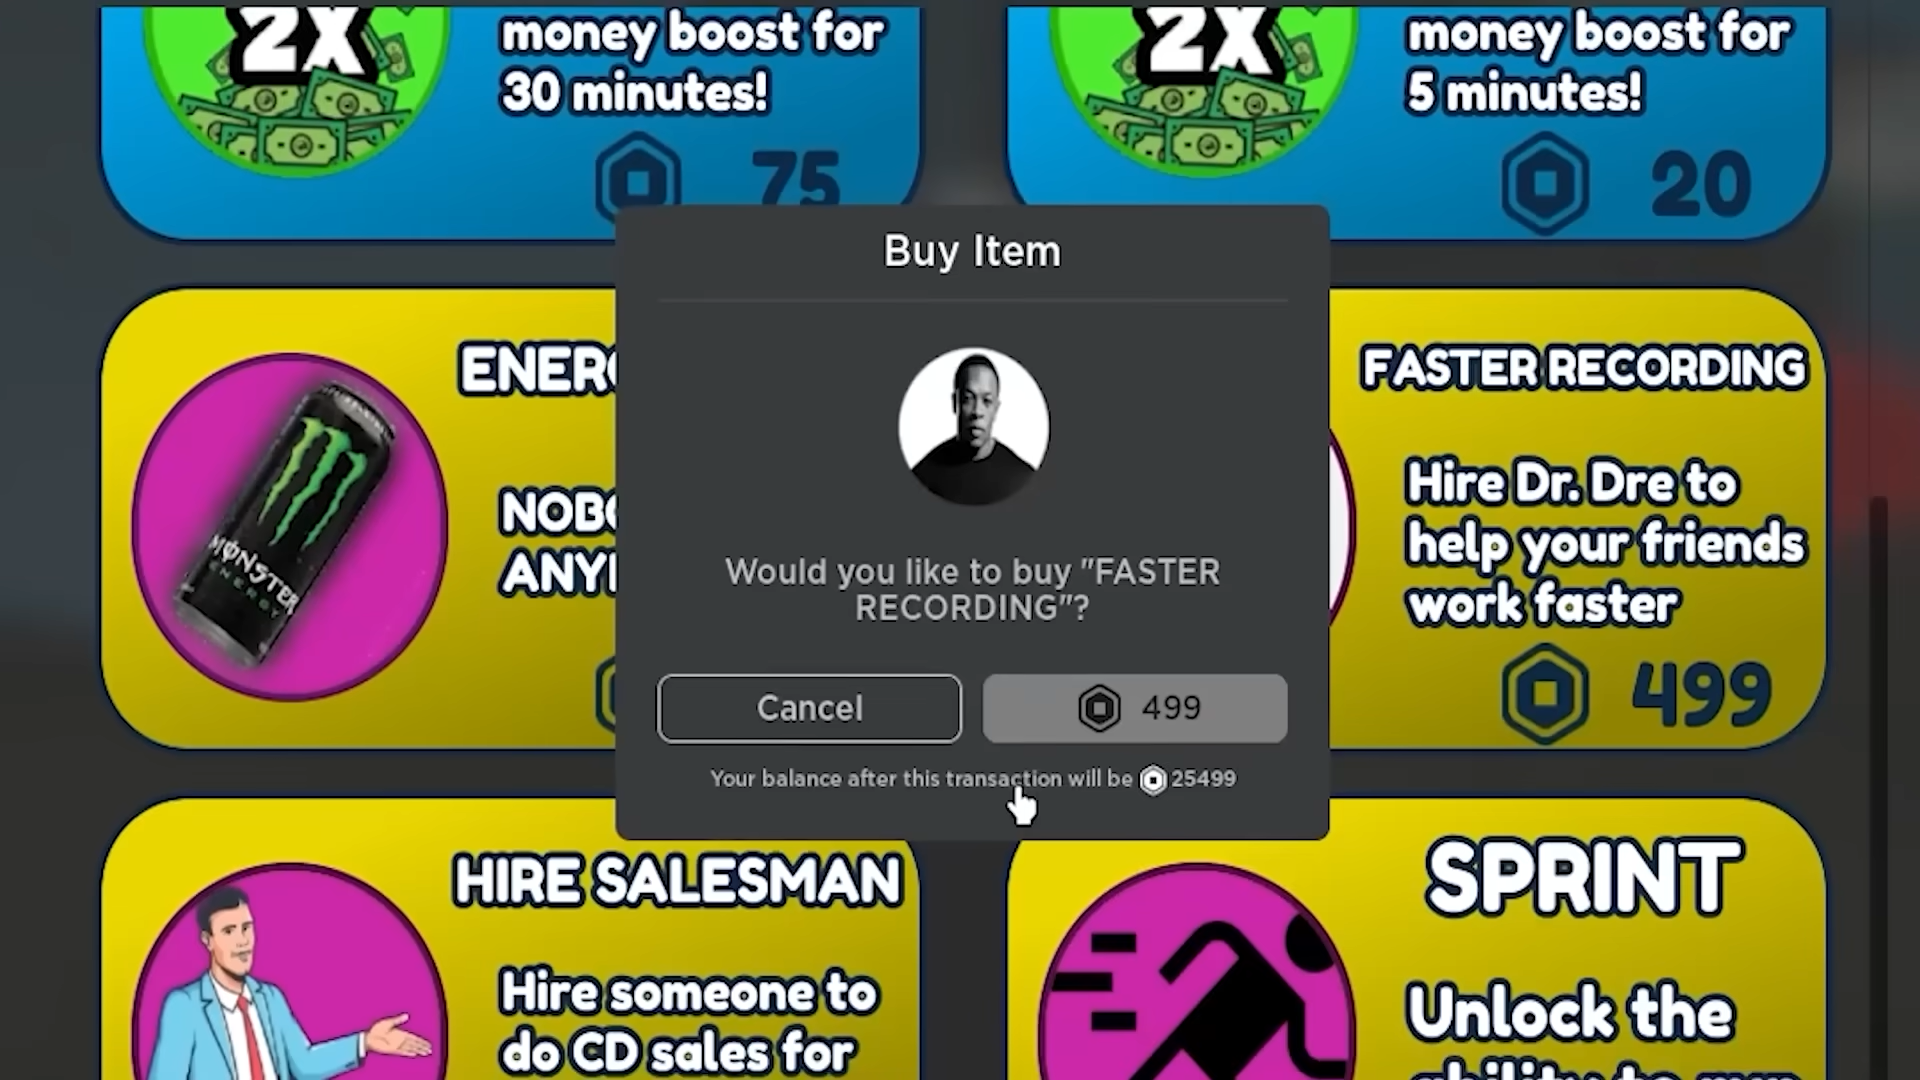 2X
money boost for
30 minutes!
75
2X
money boost for
5 minutes!
20
Buy Item
Would you like to buy "FASTER
RECORDING"?
Cancel
499
Your balance after this transaction will be 25499
MONSTER
ENERGY
FASTER RECORDING
Hire Dr. Dre to
help your friends
work faster
499
HIRE SALESMAN
Hire someone to
do CD sales for
SPRINT
Unlock the